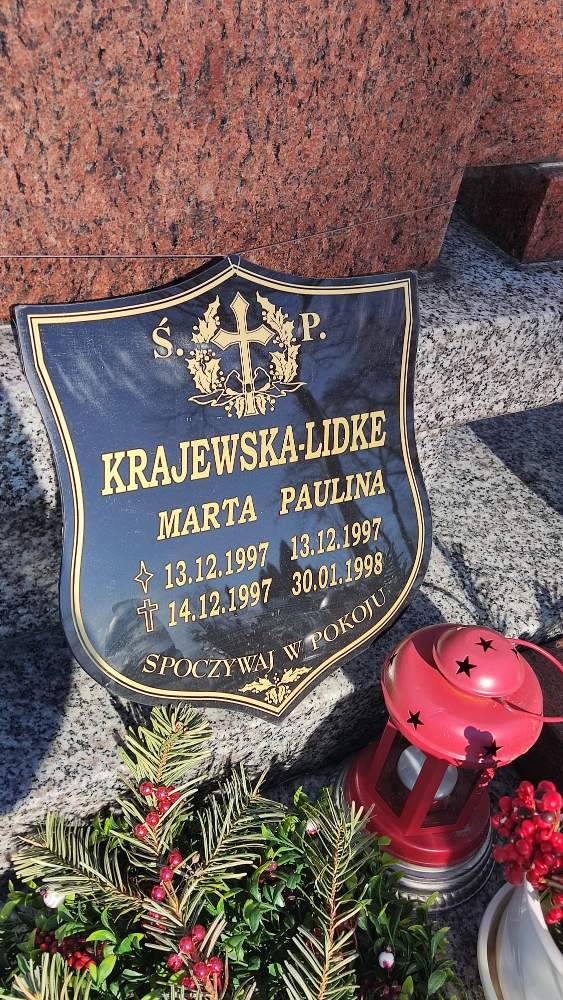 Ś. P.
KRAJEWSKA-LIDKE
MARTA PAULINA
13.12.1997 13.12.1997
14.12.1997 30.01.1998
SPOCZYWAJ W POKOJU